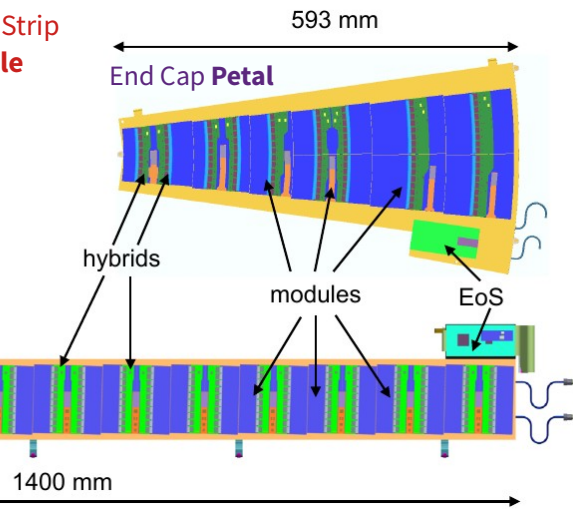 593 mm
Strip
le
End Cap Petal
hybrids
modules
EoS
1400 mm